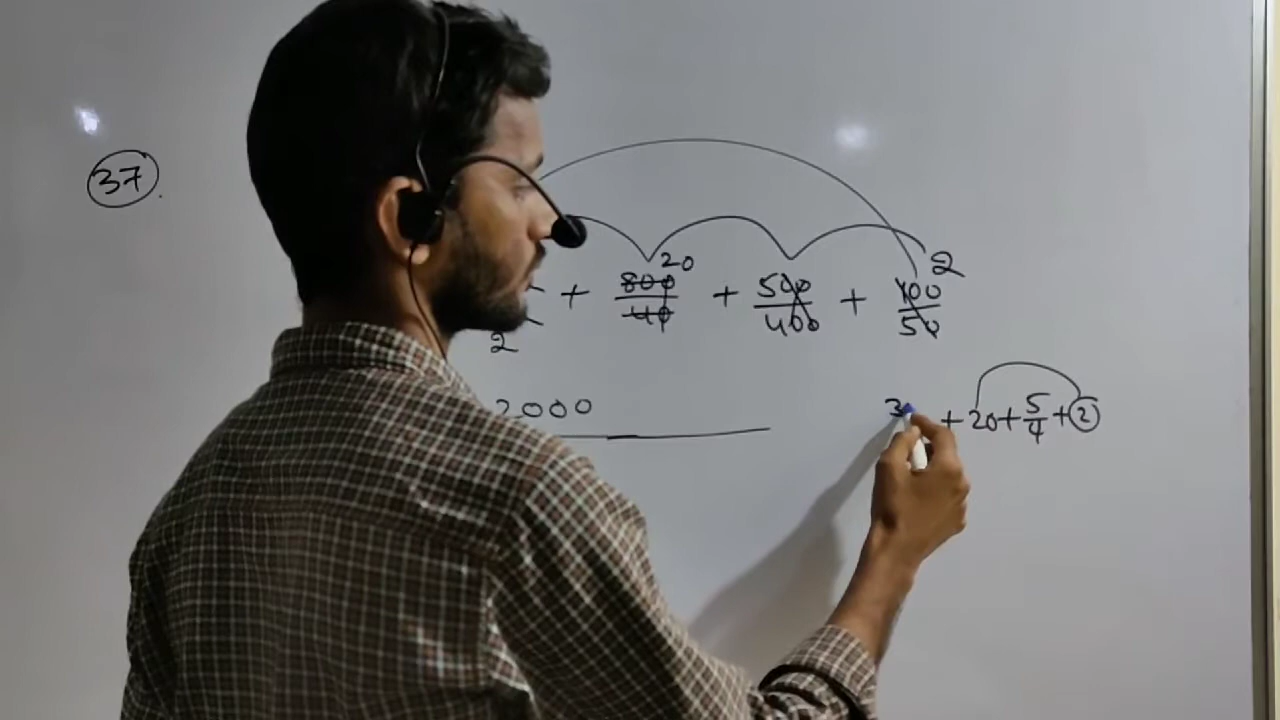 37.
20 2
+ 800/40 + 500/400 + 100/50
2
2000
3 + 20 + 5/4 + 2